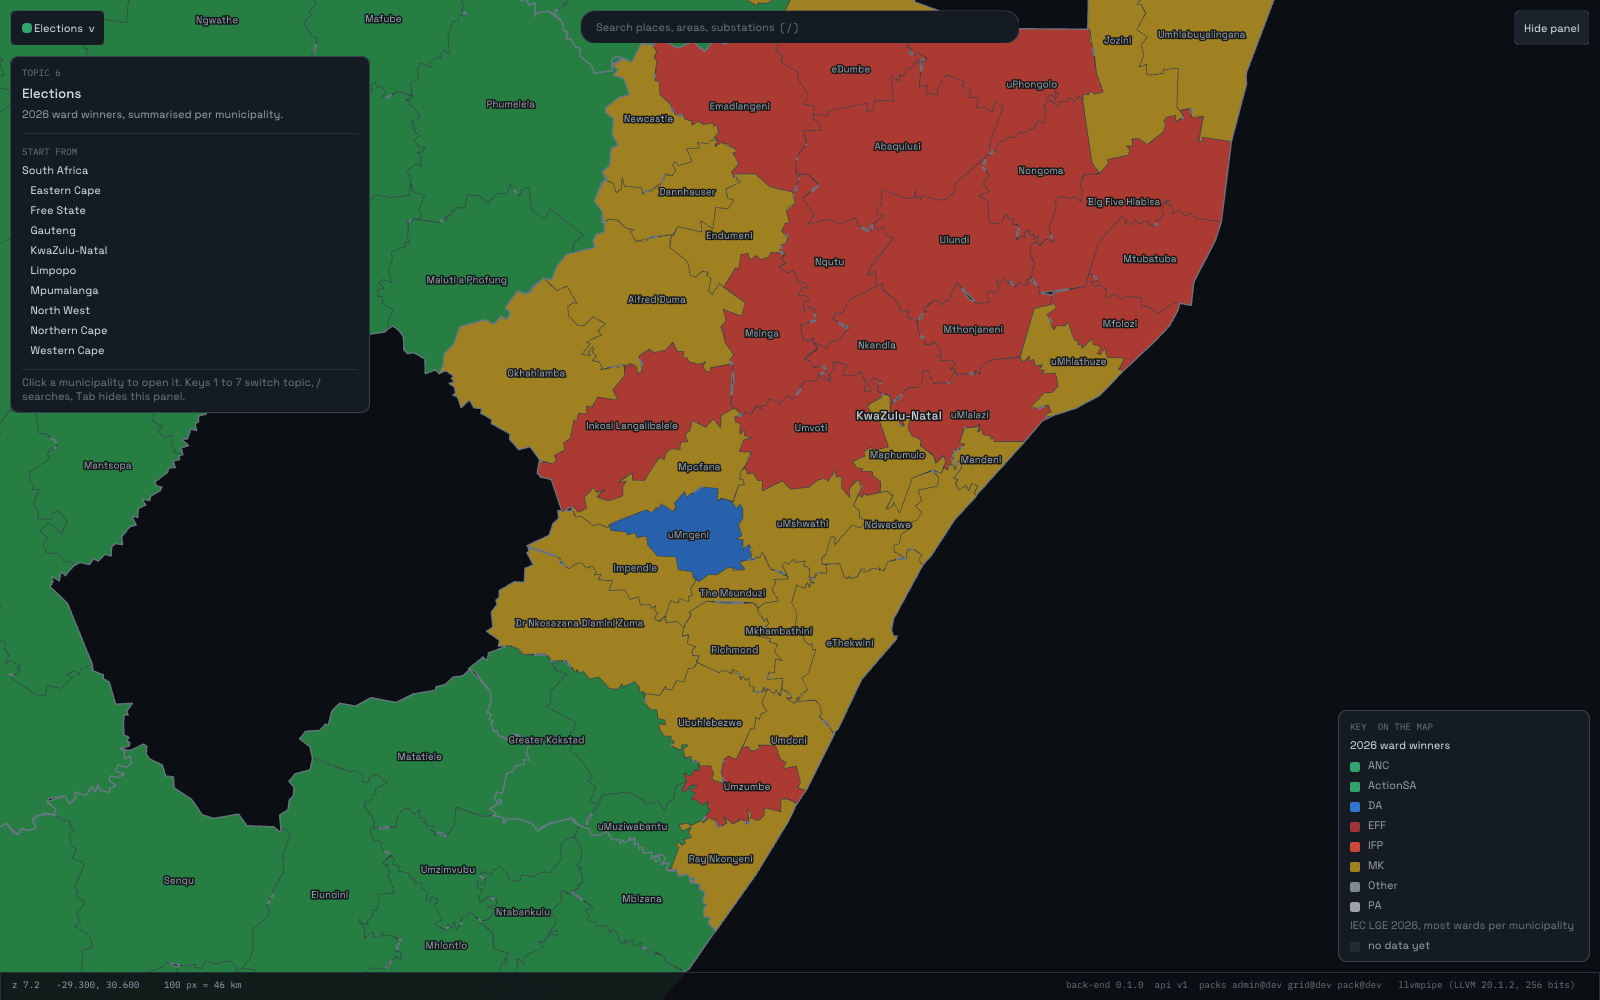 Elections v
Search places, areas, substations (/)
Hide panel
TOPIC 6
Elections
2026 ward winners, summarised per municipality.
START FROM
South Africa
Eastern Cape
Free State
Gauteng
KwaZulu-Natal
Limpopo
Mpumalanga
North West
Northern Cape
Western Cape
Click a municipality to open it. Keys 1 to 7 switch topic, /
searches, Tab hides this panel.
Ngwathe
Mafube
Jozini
Umhlabuyalingana
eDumbe
uPhongolo
Phumelela
Emadlangeni
Newcastle
Abaqulusi
Nongoma
Dannhauser
Big Five Hlabisa
Endumeni
Ulundi
Nqutu
Mtubatuba
Maluti a Phofung
Alfred Duma
Mfolozi
Mthonjaneni
Msinga
Nkandla
uMhlathuze
Okhahlamba
KwaZulu-Natal
uMlalazi
Inkosi Langalibalele
Umvoti
Maphumulo
Mandeni
Mantsopa
Mpofana
uMshwathi
Ndwedwe
uMngeni
Impendle
The Msunduzi
Dr Nkosazana Dlamini Zuma
Mkhambathini
eThekwini
Richmond
Ubuhlebezwe
Umdoni
Greater Kokstad
Matatiele
Umzumbe
uMuziwabantu
Ray Nkonyeni
Umzimvubu
Senqu
Elundini
Mbizana
Ntabankulu
Mhlontlo
KEY ON THE MAP
2026 ward winners
ANC
ActionSA
DA
EFF
IFP
MK
Other
PA
IEC LGE 2026, most wards per municipality
no data yet
z 7.2 -29.300, 30.600 100 px = 46 km
back-end 0.1.0 api v1 packs admin@dev grid@dev pack@dev llvmpipe (LLVM 20.1.2, 256 bits)